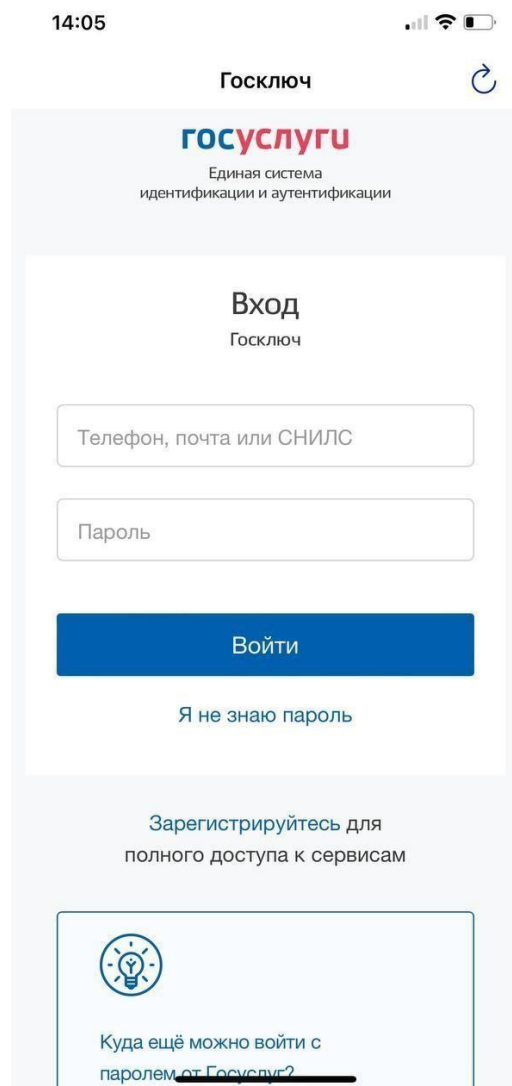 14:05
Госключ
госуслуги
Единая система
идентификации и аутентификации
Вход
Госключ
Телефон, почта или СНИЛС
Пароль
Войти
Я не знаю пароль
Зарегистрируйтесь для
полного доступа к сервисам
Куда ещё можно войти с
паролем от Госуслуг?